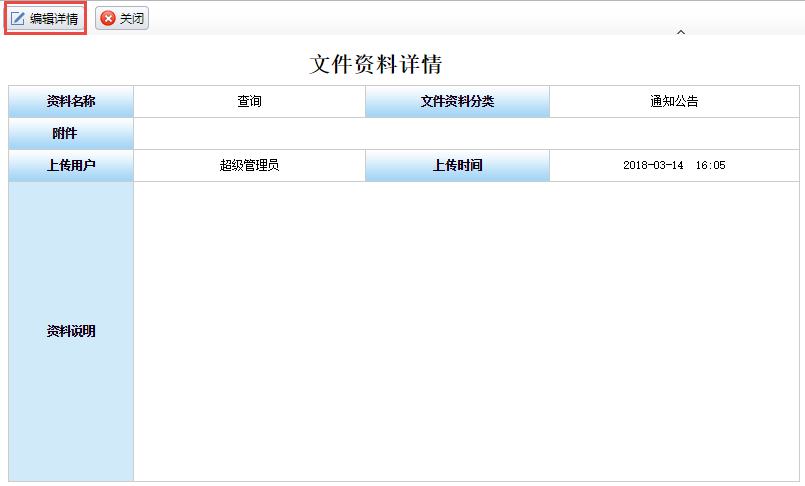 编辑详情 关闭
文件资料详情
资料名称 查询 文件资料分类 通知公告
附件
上传用户 超级管理员 上传时间 2018-03-14 16:05
资料说明